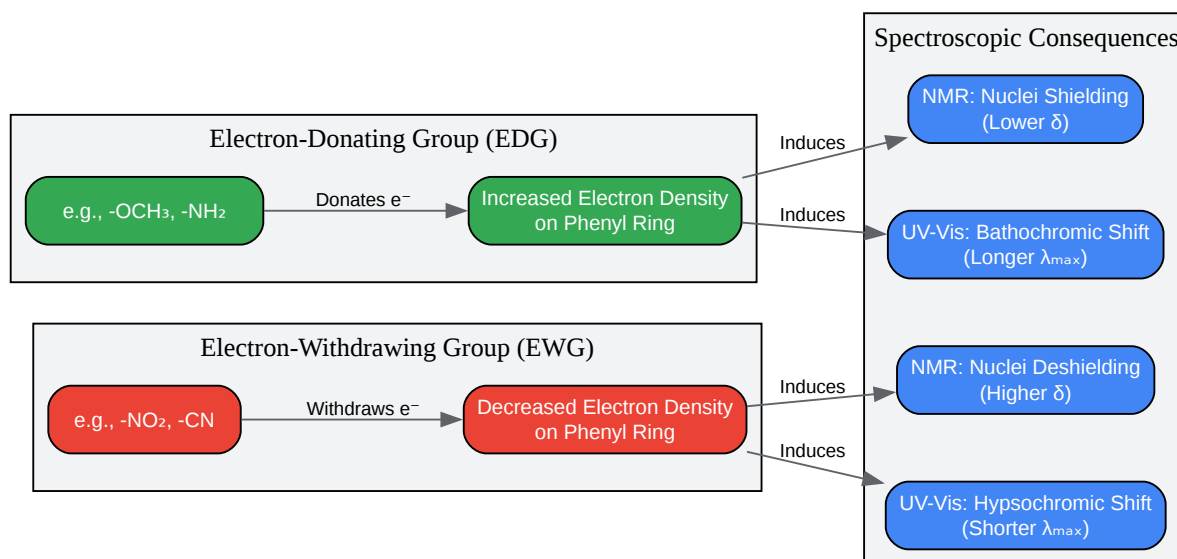 Spectroscopic Consequences
NMR: Nuclei Shielding
(Lower δ)
Electron-Donating Group (EDG)
Induces
e.g., -OCH₃, -NH₂
Donates e⁻
Increased Electron Density
on Phenyl Ring
Induces
UV-Vis: Bathochromic Shift
(Longer λₘₐₓ)
Electron-Withdrawing Group (EWG)
NMR: Nuclei Deshielding
(Higher δ)
Induces
e.g., -NO₂, -CN
Withdraws e⁻
Decreased Electron Density
on Phenyl Ring
Induces
UV-Vis: Hypsochromic Shift
(Shorter λₘₐₓ)